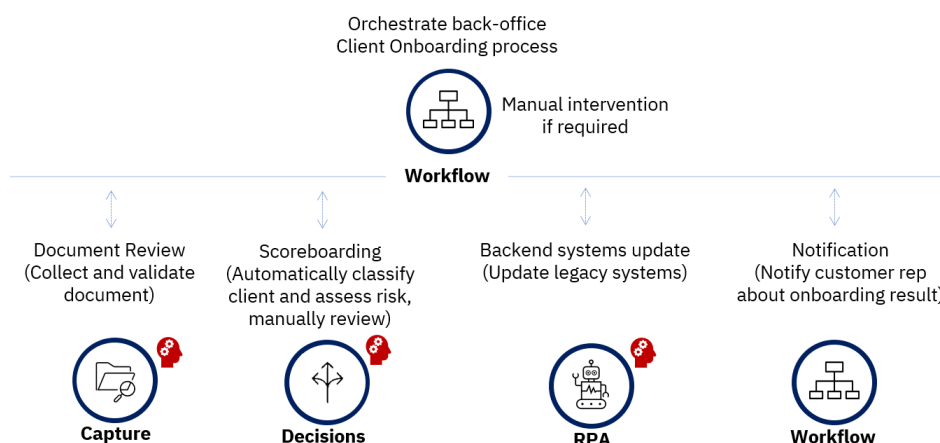 Orchestrate back-office
Client Onboarding process
Manual intervention
if required
Workflow
Document Review
(Collect and validate
document)
Scoreboarding
(Automatically classify
client and assess risk,
manually review)
Backend systems update
(Update legacy systems)
Notification
(Notify customer rep
about onboarding result)
Capture
Decisions
RPA
Workflow